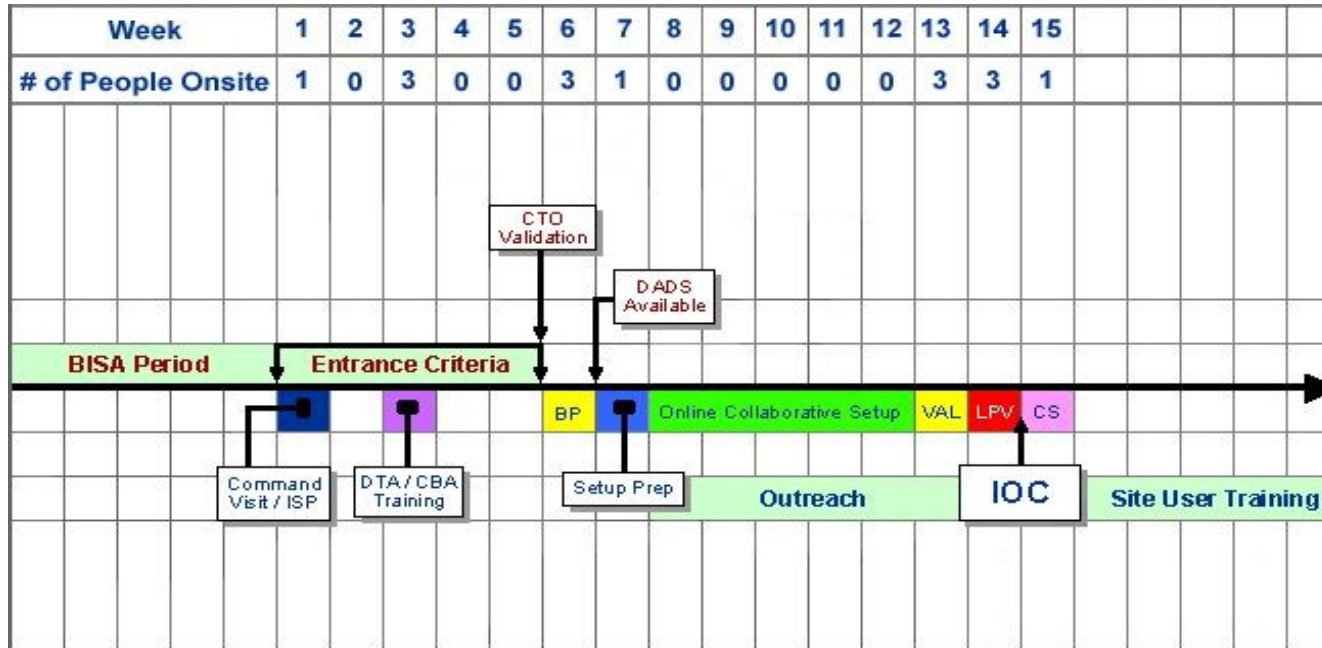 Week 1 2 3 4 5 6 7 8 9 10 11 12 13 14 15
# of People Onsite 1 0 3 0 0 3 1 0 0 0 0 0 3 3 1
CTO
Validation
DADS
Available
BISA Period Entrance Criteria
BP Online Collaborative Setup VAL LPV CS
Command
Visit / ISP
DTA / CBA
Training
Setup Prep
Outreach
IOC
Site User Training